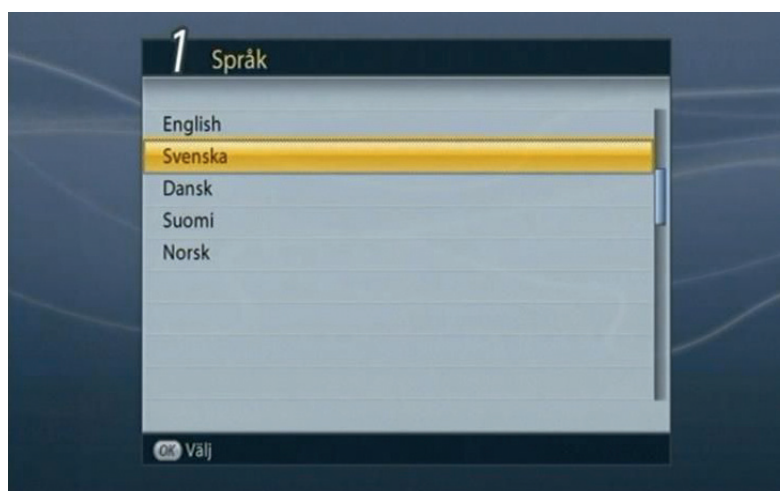 1 Språk
English
Svenska
Dansk
Suomi
Norsk
OK Välj